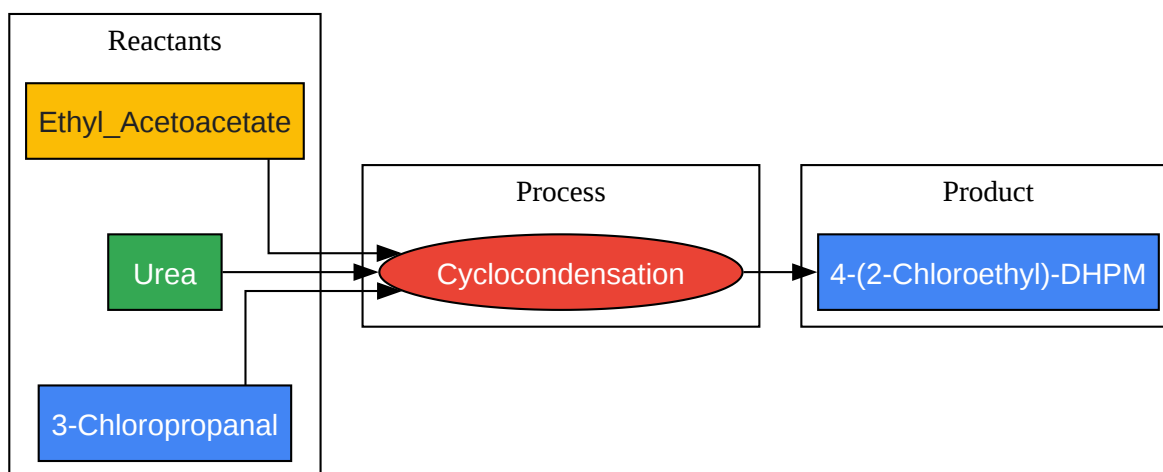 Reactants
Ethyl_Acetoacetate
Urea
3-Chloropropanal
Process
Cyclocondensation
Product
4-(2-Chloroethyl)-DHPM